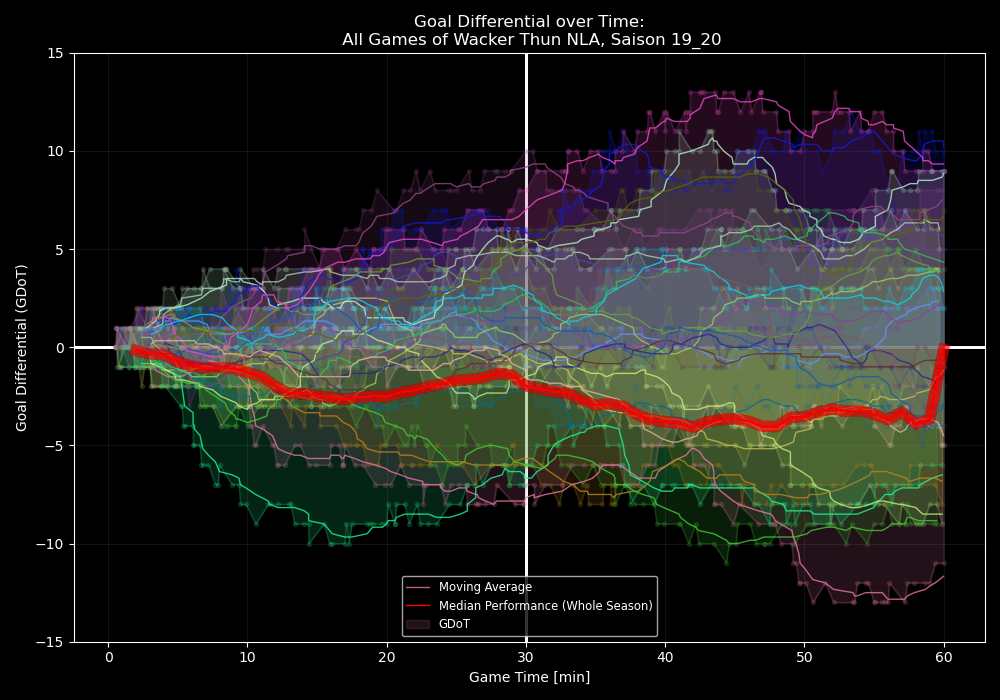 Goal Differential over Time:
All Games of Wacker Thun NLA, Saison 19_20
Goal Differential (GDoT)
15
10
5
0
−5
−10
−15
Moving Average
Median Performance (Whole Season)
GDoT
0
10
20
30
40
50
60
Game Time [min]